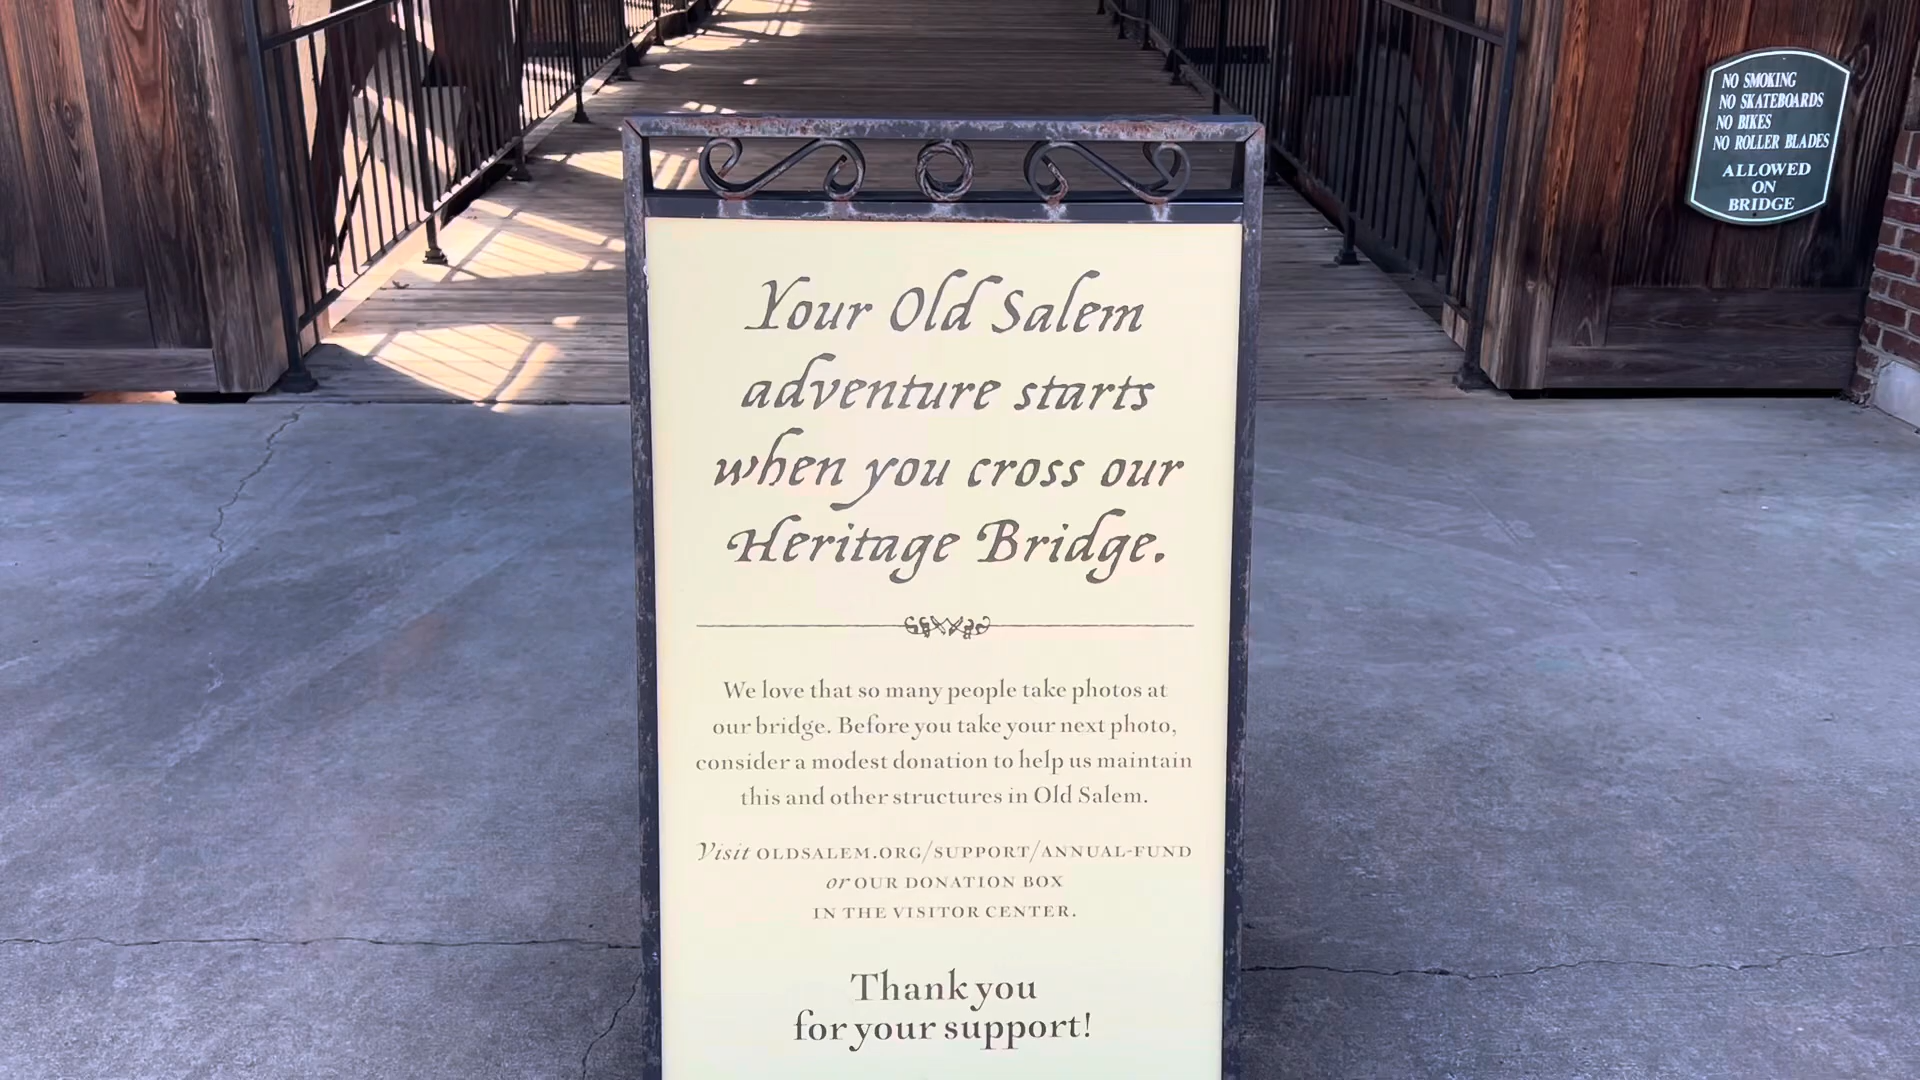 NO SMOKING
NO SKATEBOARDS
NO BIKES
NO ROLLER BLADES
ALLOWED
ON
BRIDGE
Your Old Salem
adventure starts
when you cross our
Heritage Bridge.
We love that so many people take photos at
our bridge. Before you take your next photo,
consider a modest donation to help us maintain
this and other structures in Old Salem.
Visit OLDSALEM.ORG/SUPPORT/ANNUAL-FUND
or OUR DONATION BOX
IN THE VISITOR CENTER.
Thank you
for your support!